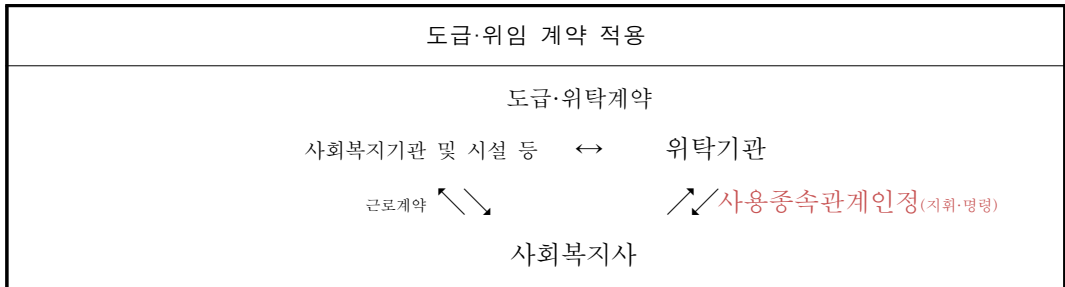 도급·위임 계약 적용
도급·위탁계약
사회복지기관 및 시설 등 ↔ 위탁기관
근로계약 사용종속관계인정(지휘·명령)
사회복지사